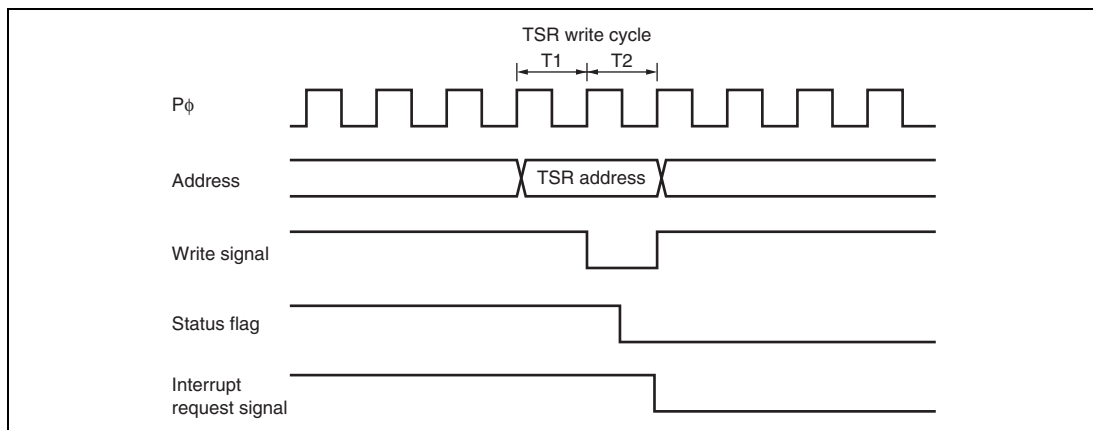 TSR write cycle
T1 T2
Pφ
Address
TSR address
Write signal
Status flag
Interrupt
request signal